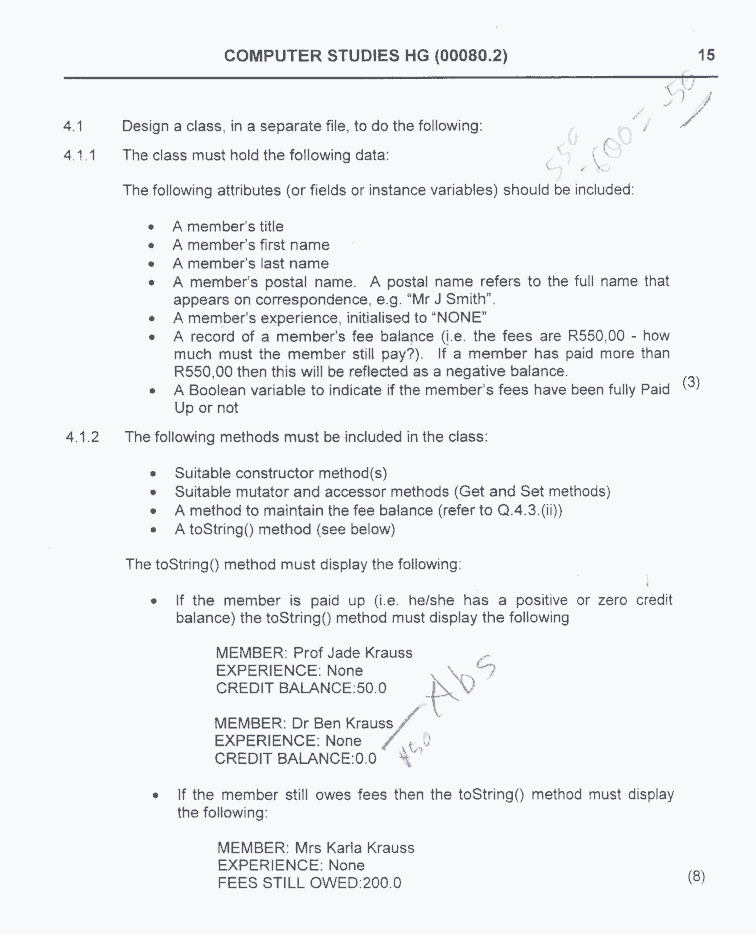 COMPUTER STUDIES HG (00080.2) 15
550 - 600 = -50
4.1 Design a class, in a separate file, to do the following:
4.1.1 The class must hold the following data:
The following attributes (or fields or instance variables) should be included:
• A member's title
• A member's first name
• A member's last name
• A member's postal name. A postal name refers to the full name that
appears on correspondence, e.g. “Mr J Smith”.
• A member's experience, initialised to “NONE”
• A record of a member's fee balance (i.e. the fees are R550,00 - how
much must the member still pay?). If a member has paid more than
R550,00 then this will be reflected as a negative balance.
• A Boolean variable to indicate if the member's fees have been fully Paid (3)
Up or not
4.1.2 The following methods must be included in the class:
• Suitable constructor method(s)
• Suitable mutator and accessor methods (Get and Set methods)
• A method to maintain the fee balance (refer to Q.4.3.(ii))
• A toString() method (see below)
The toString() method must display the following:
• If the member is paid up (i.e. he/she has a positive or zero credit
balance) the toString() method must display the following
MEMBER: Prof Jade Krauss
EXPERIENCE: None
CREDIT BALANCE:50.0
Abs
MEMBER: Dr Ben Krauss
EXPERIENCE: None
CREDIT BALANCE:0.0
• If the member still owes fees then the toString() method must display
the following:
MEMBER: Mrs Karla Krauss
EXPERIENCE: None
FEES STILL OWED:200.0 (8)